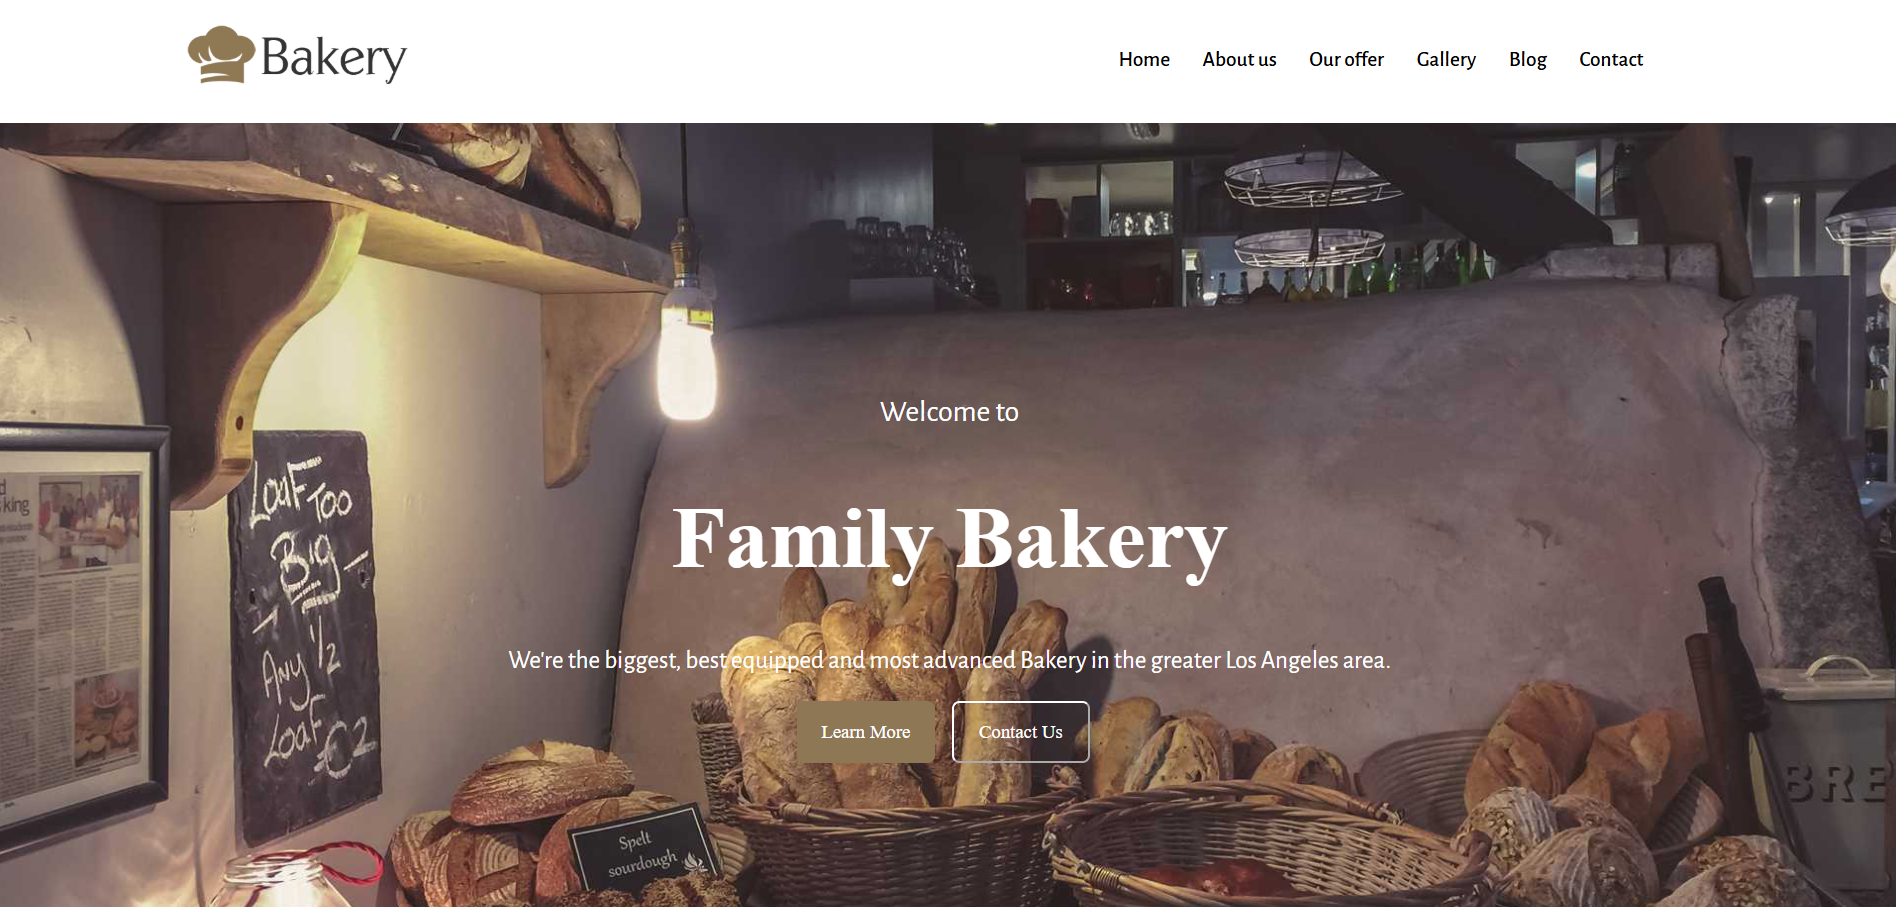 Bakery
Home About us Our offer Gallery Blog Contact
Welcome to
Family Bakery
We're the biggest, best equipped and most advanced Bakery in the greater Los Angeles area.
Learn More Contact Us
Loaf Too
Big
Any 1/2
Loaf £2
king
Spelt
sourdough
BRE